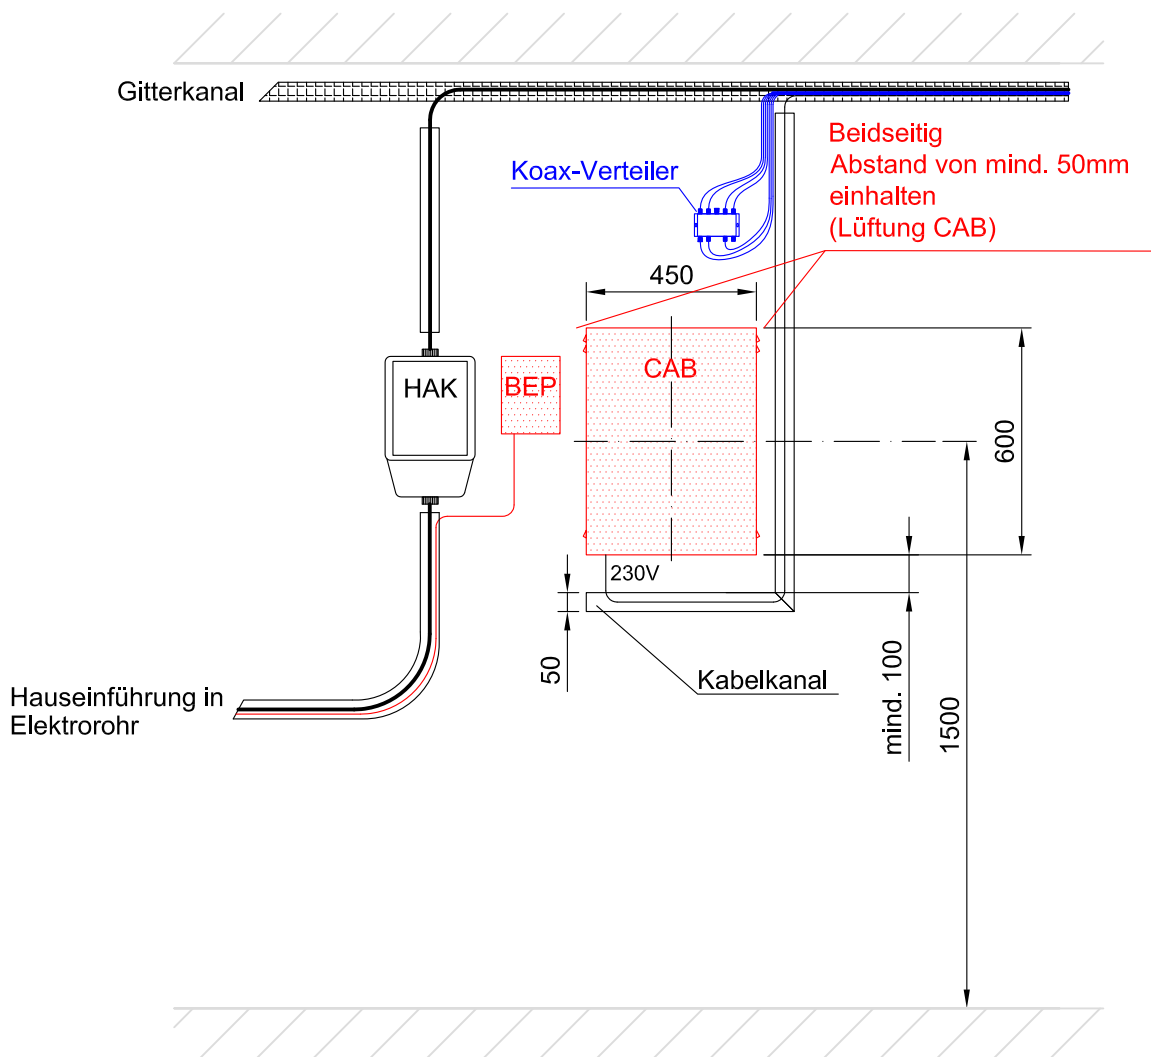 Gitterkanal
Beidseitig
Abstand von mind. 50mm
einhalten
(Lüftung CAB)
Koax-Verteiler
450
HAK
BEP
CAB
600
230V
50
mind. 100
Kabelkanal
1500
Hauseinführung in
Elektrorohr